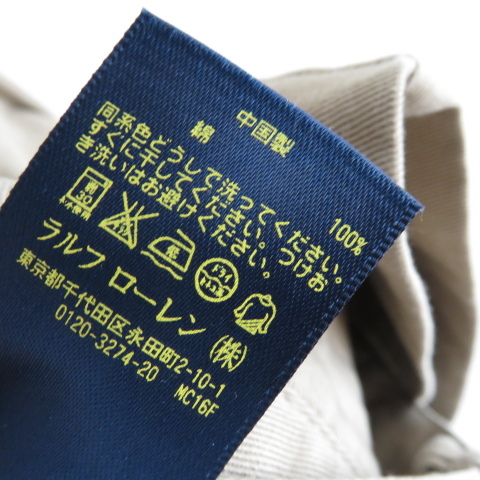 中国製
綿 100%
同系色どうしで洗ってください。
すぐに干してください。つけお
き洗いはお避けください。
ラルフ ローレン (株)
東京都千代田区永田町2-10-1
0120-3274-20 MC16F